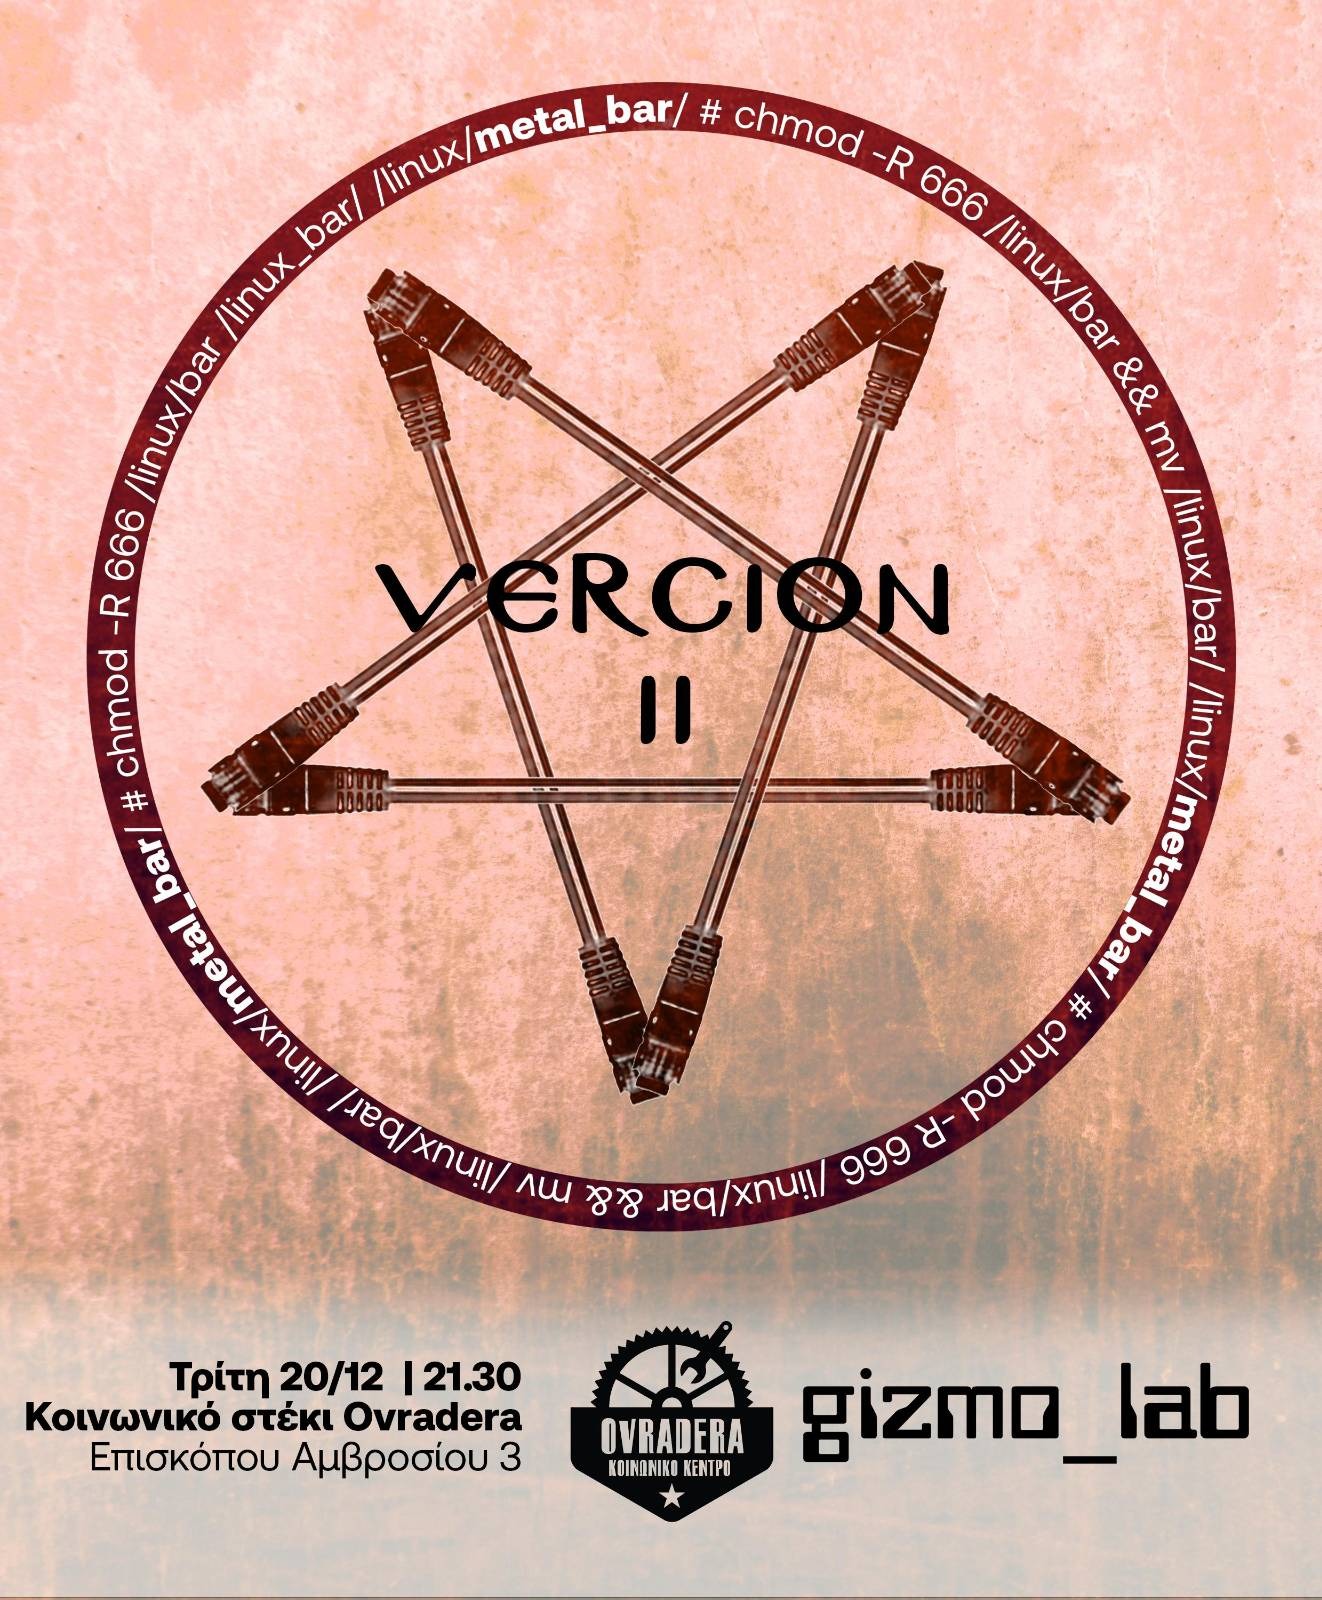 /linux/metal_bar/ # chmod -R 666 /linux/bar && mv /linux/bar/ /linux/metal_bar/ # chmod -R 666 /linux/bar && mv /linux/bar/ /linux/metal_bar/ # chmod -R 666 /linux/bar /linux_bar/
VERCION
II
Τρίτη 20/12 | 21.30
Κοινωνικό στέκι Ovradera
Επισκόπου Αμβροσίου 3
OVRADERA
ΚΟΙΝΩΝΙΚΟ ΚΕΝΤΡΟ
gizmo_lab